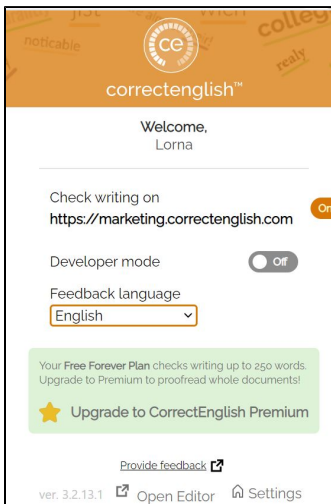 noticable
colleg
realy
ce
correctenglish™
Welcome,
Lorna
Check writing on
https://marketing.correctenglish.com
On
Developer mode
Off
Feedback language
English
Your Free Forever Plan checks writing up to 250 words.
Upgrade to Premium to proofread whole documents!
Upgrade to CorrectEnglish Premium
Provide feedback
ver. 3.2.13.1 Open Editor Settings